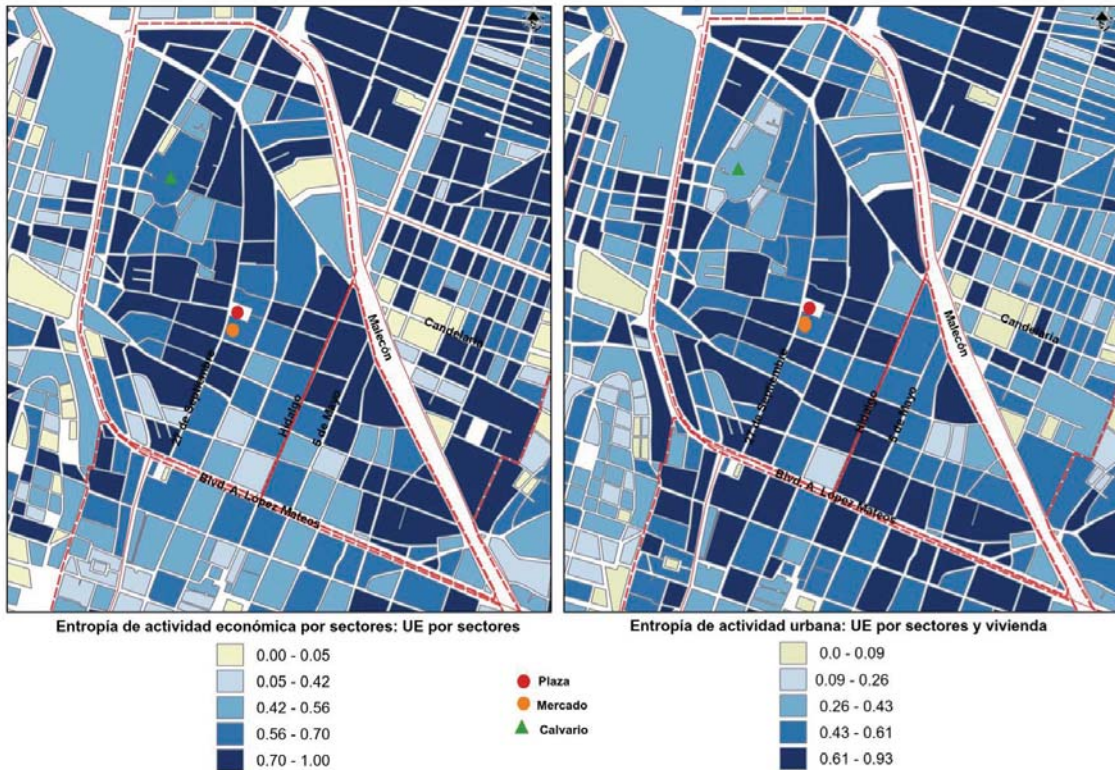 Malecón
Candelaria
21 de Septiembre
Hidalgo
5 de Mayo
Blvd. A. López Mateos
Malecón
Candelaria
Hidalgo
5 de Mayo
Blvd. A. López Mateos
Entropía de actividad económica por sectores: UE por sectores
0.00 - 0.05
0.05 - 0.42
0.42 - 0.56
0.56 - 0.70
0.70 - 1.00
Plaza
Mercado
Calvario
Entropía de actividad urbana: UE por sectores y vivienda
0.0 - 0.09
0.09 - 0.26
0.26 - 0.43
0.43 - 0.61
0.61 - 0.93